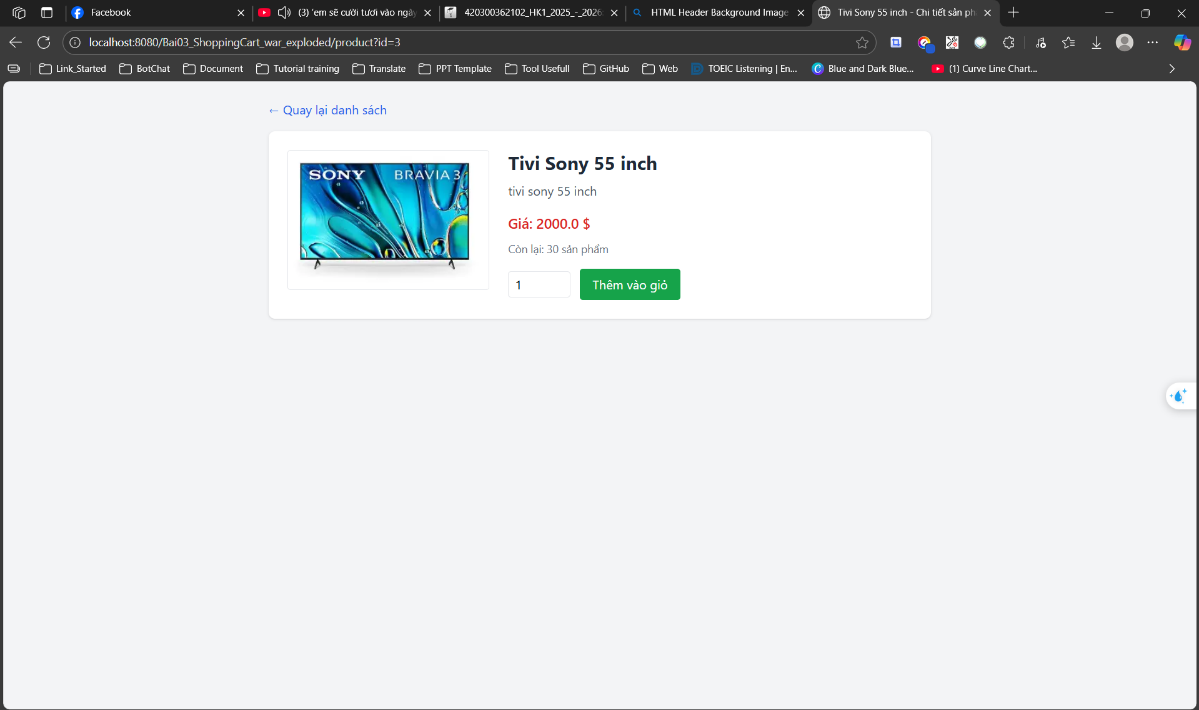 Facebook
(3) 'em sẽ cười tươi vào ngày
420300362102_HK1_2025_-_2026
HTML Header Background Image
Tivi Sony 55 inch - Chi tiết sản ph
localhost:8080/Bai03_ShoppingCart_war_exploded/product?id=3
Link_Started
BotChat
Document
Tutorial training
Translate
PPT Template
Tool Usefull
GitHub
Web
TOEIC Listening | En...
Blue and Dark Blue...
(1) Curve Line Chart...
← Quay lại danh sách
SONY
BRAVIA 3
Tivi Sony 55 inch
tivi sony 55 inch
Giá: 2000.0 $
Còn lại: 30 sản phẩm
1
Thêm vào giỏ